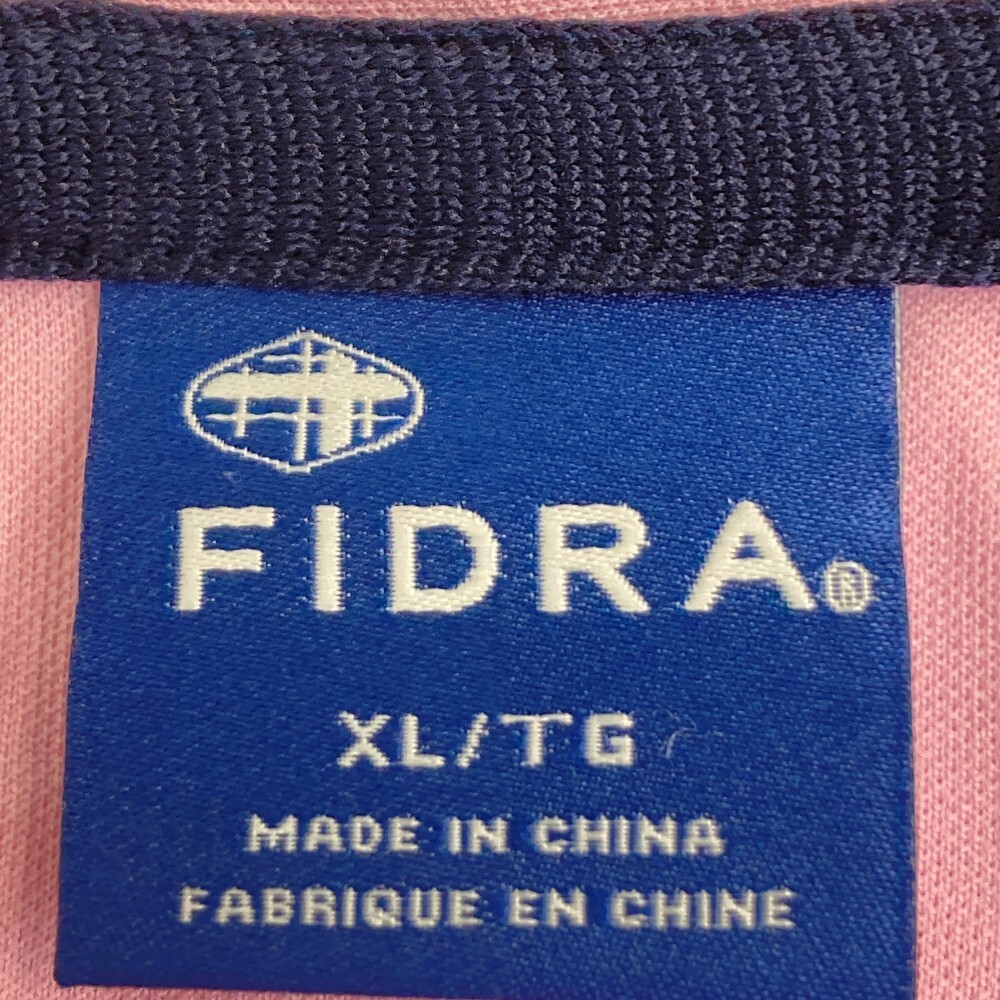 FIDRA®
XL/TG
MADE IN CHINA
FABRIQUE EN CHINE